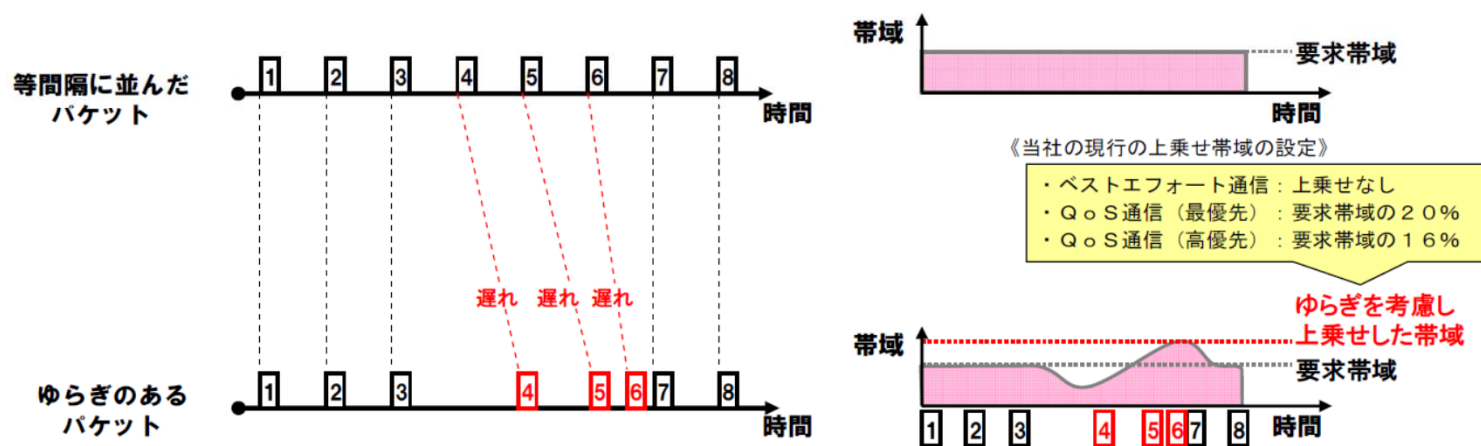 等間隔に並んだ
パケット
1 2 3 4 5 6 7 8
時間
遅れ 遅れ 遅れ
ゆらぎのある
パケット
1 2 3 4 5 6 7 8
時間
帯域
要求帯域
時間
《当社の現行の上乗せ帯域の設定》
・ベストエフォート通信：上乗せなし
・ＱｏＳ通信（最優先）：要求帯域の２０％
・ＱｏＳ通信（高優先）：要求帯域の１６％
ゆらぎを考慮し
上乗せした帯域
帯域
要求帯域
1 2 3 4 5 6 7 8
時間